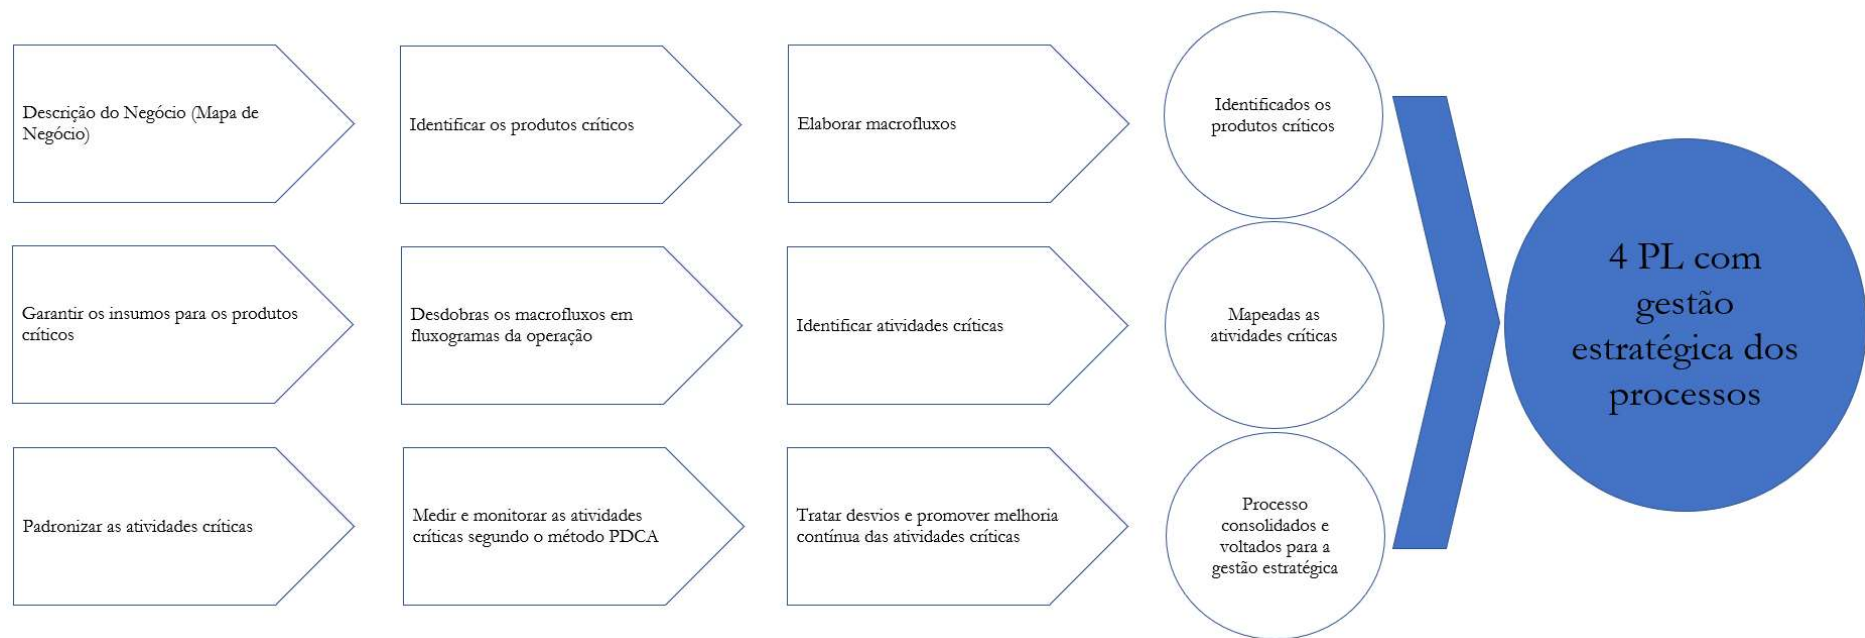 Descrição do Negócio (Mapa de
Negócio)
Identificar os produtos críticos
Elaborar macrofluxos
Identificados os
produtos críticos
Garantir os insumos para os produtos
críticos
Desdobras os macrofluxos em
fluxogramas da operação
Identificar atividades críticas
Mapeadas as
atividades críticas
Padronizar as atividades críticas
Medir e monitorar as atividades
críticas segundo o método PDCA
Tratar desvios e promover melhoria
contínua das atividades críticas
Processo
consolidados e
voltados para a
gestão estratégica
4 PL com
gestão
estratégica dos
processos